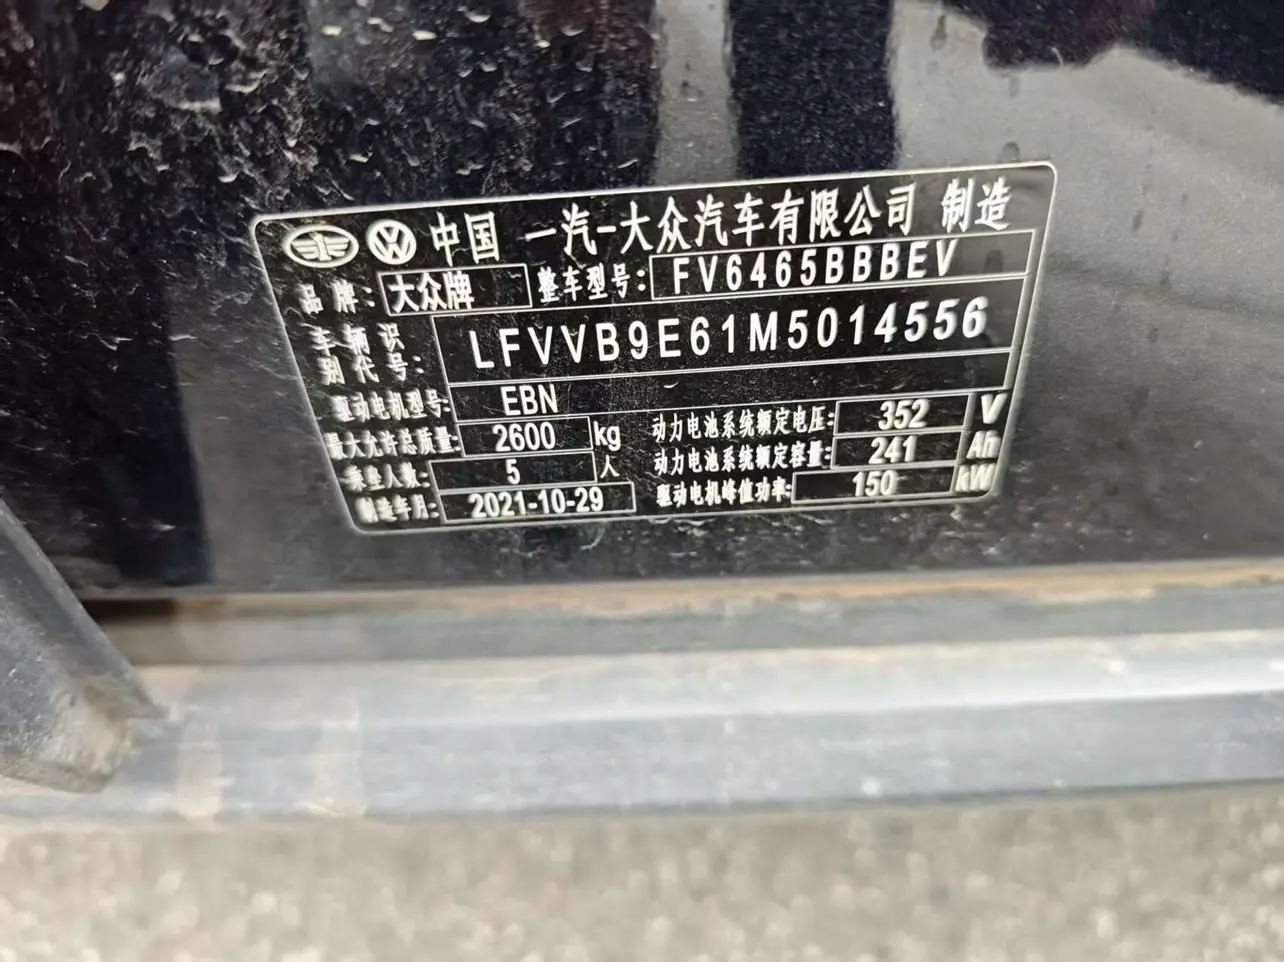 中国 一汽-大众汽车有限公司 制造
品牌: 大众牌 整车型号: FV6465BBBEV
车辆识别代号: LFVVB9E61M5014556
驱动电机型号: EBN
动力电池系统额定电压: 352 V
最大允许总质量: 2600 kg
动力电池系统额定容量: 241 Ah
乘坐人数: 5 人
驱动电机峰值功率: 150 kW
制造年月: 2021-10-29